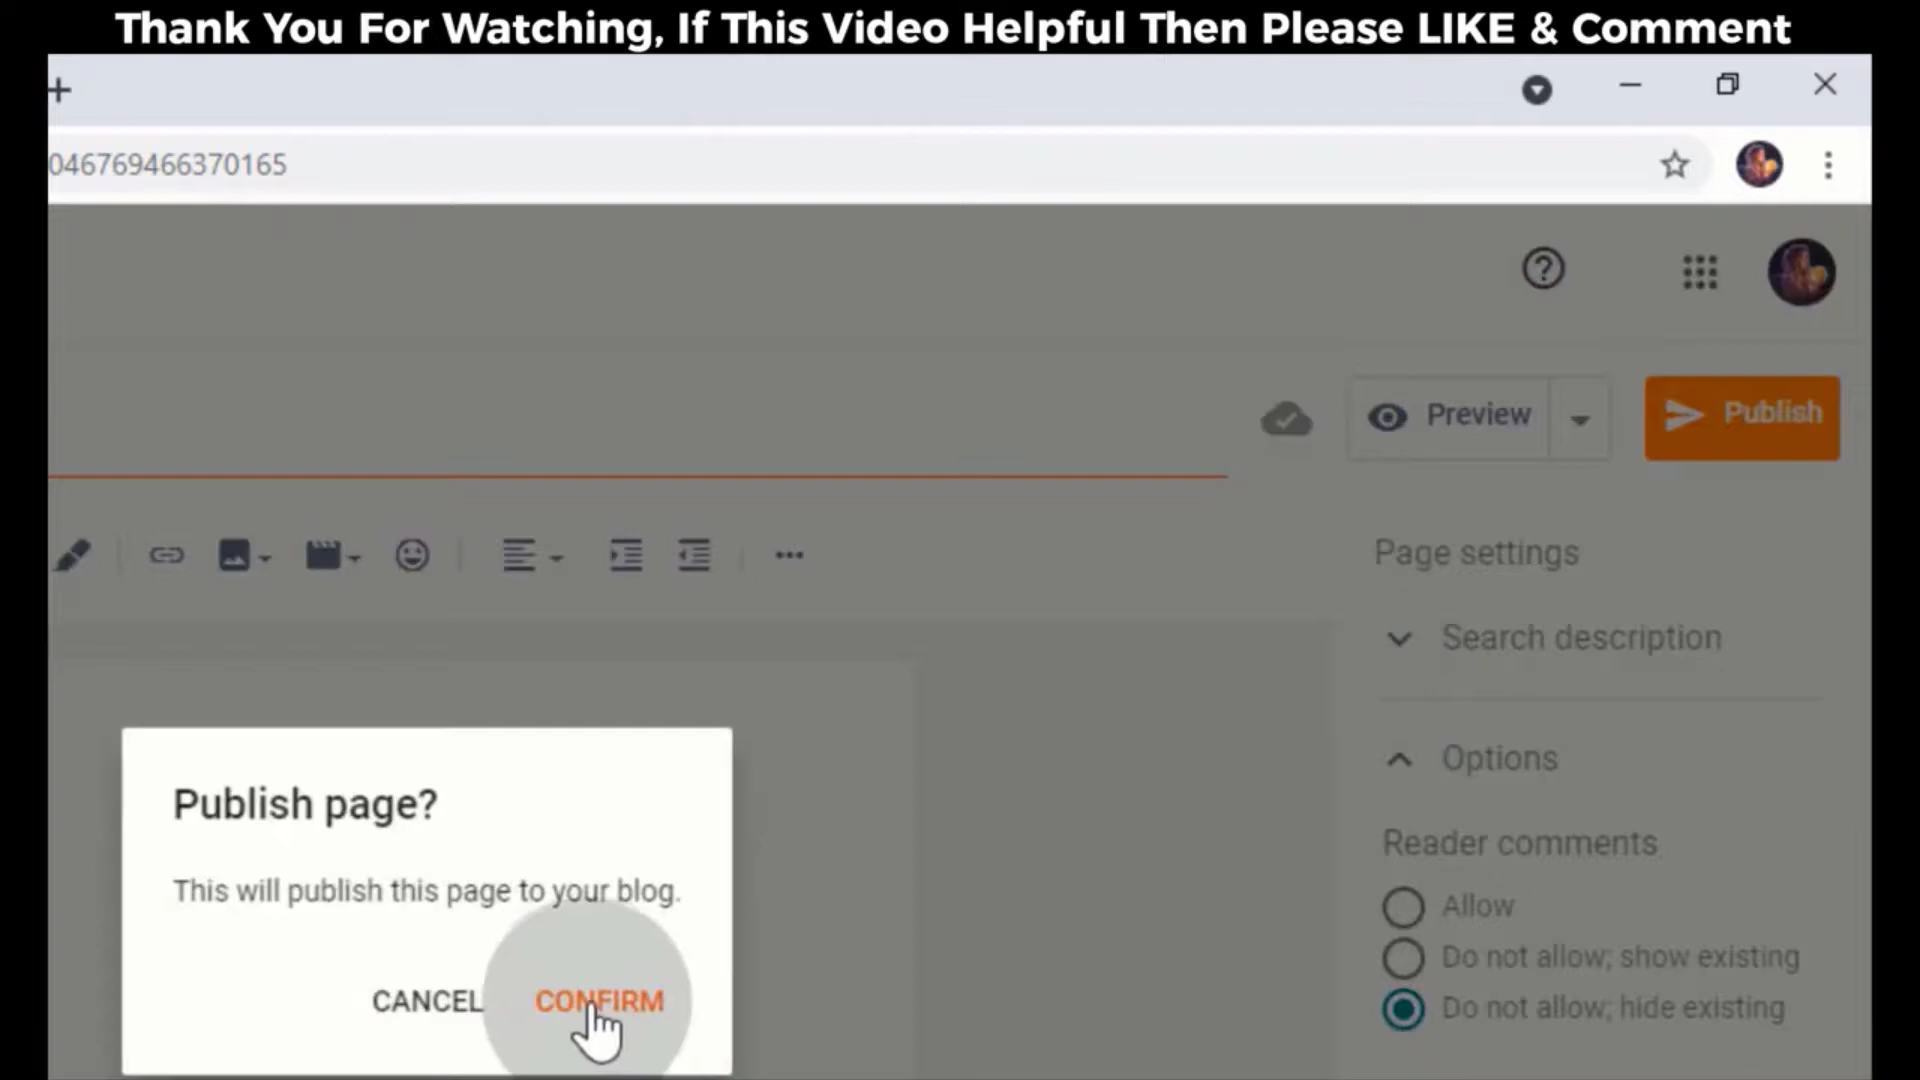 Thank You For Watching, If This Video Helpful Then Please LIKE & Comment
046769466370165
Preview
Publish
Page settings
Search description
Options
Reader comments
Allow
Do not allow; show existing
Do not allow; hide existing
Publish page?
This will publish this page to your blog.
CANCEL
CONFIRM